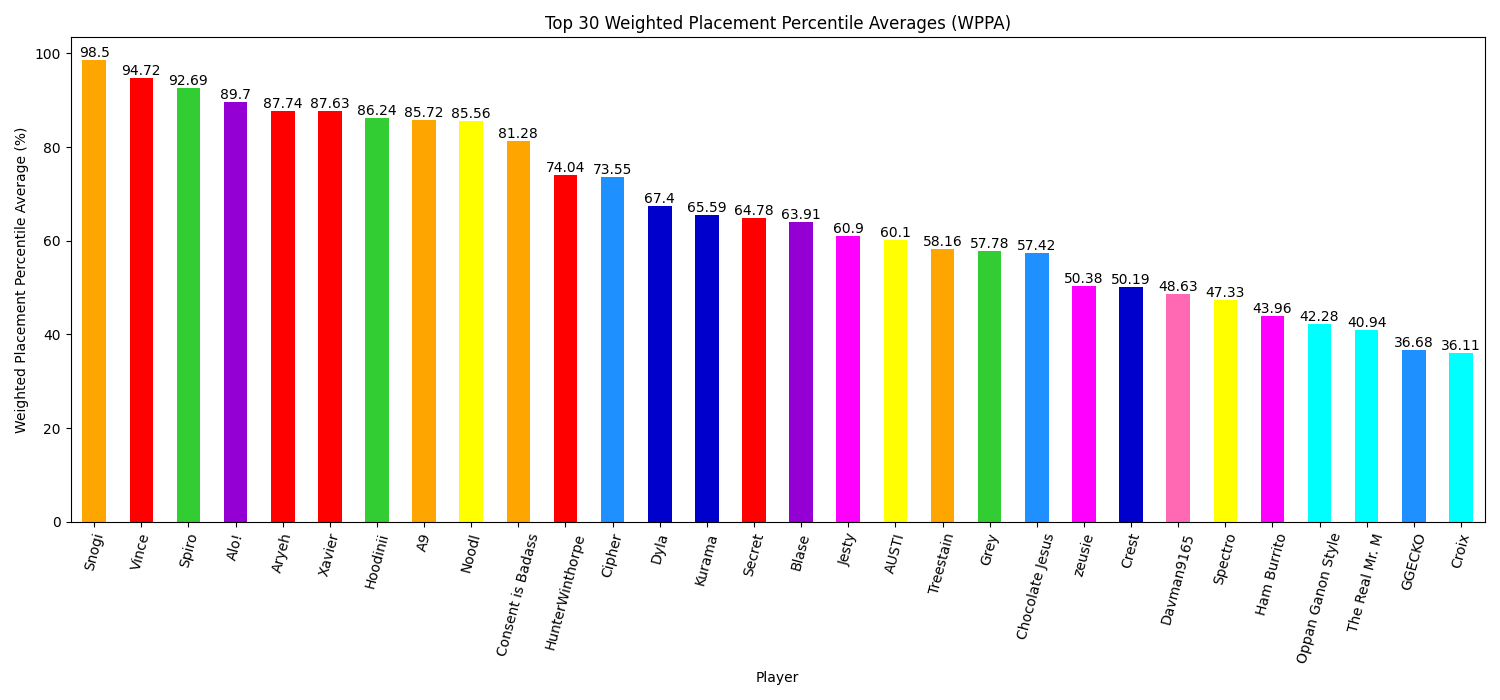 Top 30 Weighted Placement Percentile Averages (WPPA)
Weighted Placement Percentile Average (%)
100
80
60
40
20
0
98.5
94.72
92.69
89.7
87.74
87.63
86.24
85.72
85.56
81.28
74.04
73.55
67.4
65.59
64.78
63.91
60.9
60.1
58.16
57.78
57.42
50.38
50.19
48.63
47.33
43.96
42.28
40.94
36.68
36.11
Snogi
Vince
Spiro
Alo!
Aryeh
Xavier
Hoodinii
A9
Noodl
Consent is Badass
HunterWinthorpe
Cipher
Dyla
Kurama
Secret
Blase
Jesty
AUSTI
Treestain
Grey
Chocolate Jesus
zeusie
Crest
Davman9165
Spectro
Ham Burrito
Oppan Ganon Style
The Real Mr. M
GGECKO
Croix
Player